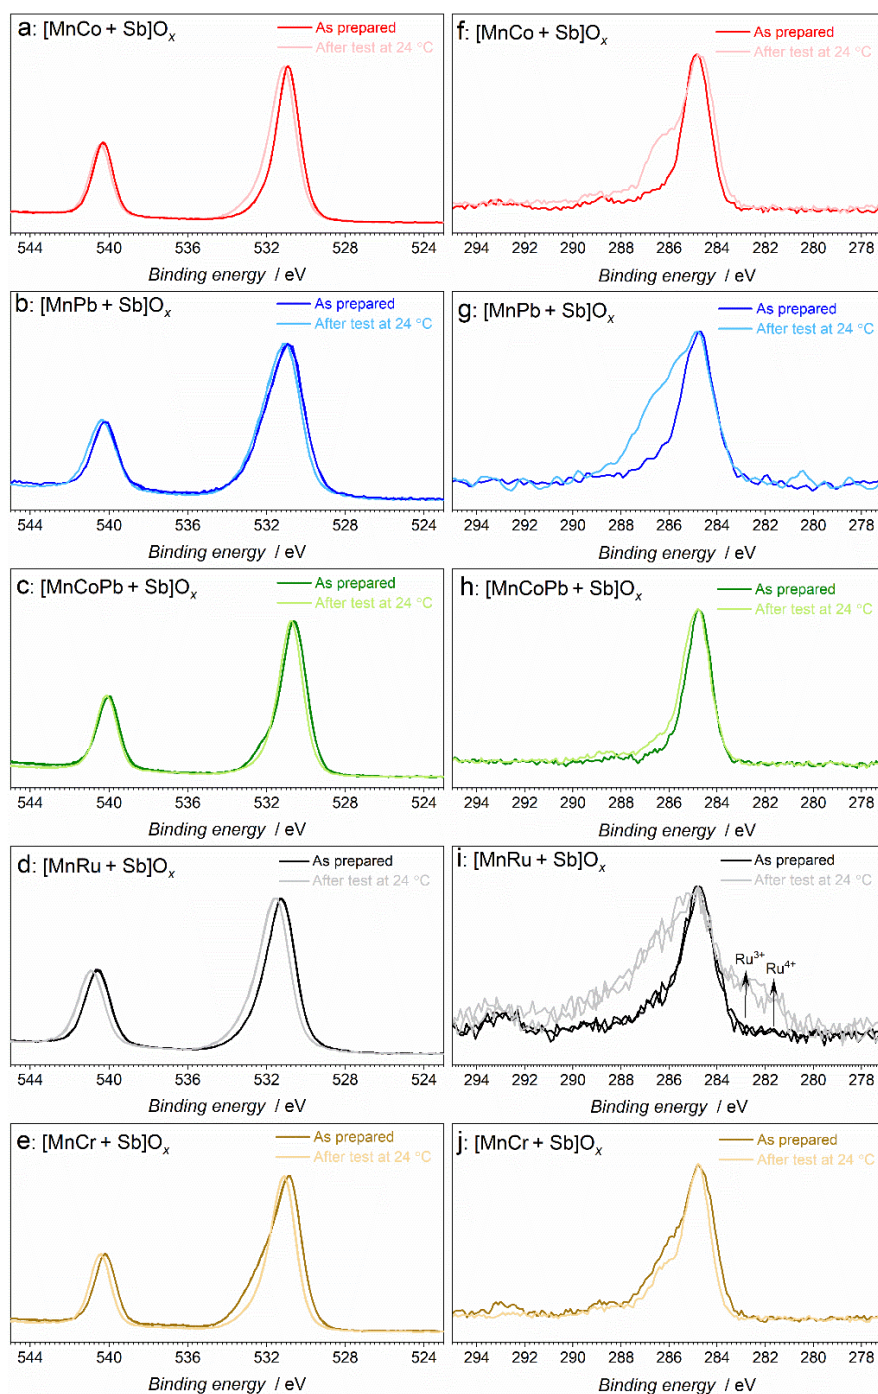 a: [MnCo + Sb]Oₓ
As prepared
After test at 24 °C
544 540 536 532 528 524
Binding energy / eV
f: [MnCo + Sb]Oₓ
As prepared
After test at 24 °C
294 292 290 288 286 284 282 280 278
Binding energy / eV
b: [MnPb + Sb]Oₓ
As prepared
After test at 24 °C
544 540 536 532 528 524
Binding energy / eV
g: [MnPb + Sb]Oₓ
As prepared
After test at 24 °C
294 292 290 288 286 284 282 280 278
Binding energy / eV
c: [MnCoPb + Sb]Oₓ
As prepared
After test at 24 °C
544 540 536 532 528 524
Binding energy / eV
h: [MnCoPb + Sb]Oₓ
As prepared
After test at 24 °C
294 292 290 288 286 284 282 280 278
Binding energy / eV
d: [MnRu + Sb]Oₓ
As prepared
After test at 24 °C
544 540 536 532 528 524
Binding energy / eV
i: [MnRu + Sb]Oₓ
As prepared
After test at 24 °C
Ru³⁺
Ru⁴⁺
294 292 290 288 286 284 282 280 278
Binding energy / eV
e: [MnCr + Sb]Oₓ
As prepared
After test at 24 °C
544 540 536 532 528 524
Binding energy / eV
j: [MnCr + Sb]Oₓ
As prepared
After test at 24 °C
294 292 290 288 286 284 282 280 278
Binding energy / eV